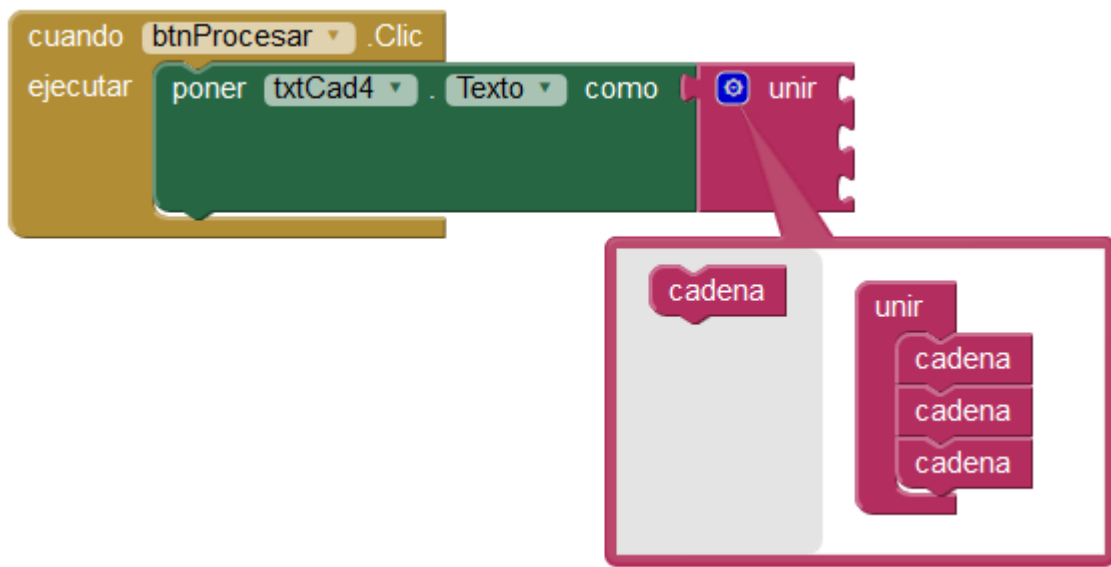 cuando btnProcesar .Clic
ejecutar poner txtCad4 . Texto como unir
cadena
unir
cadena
cadena
cadena